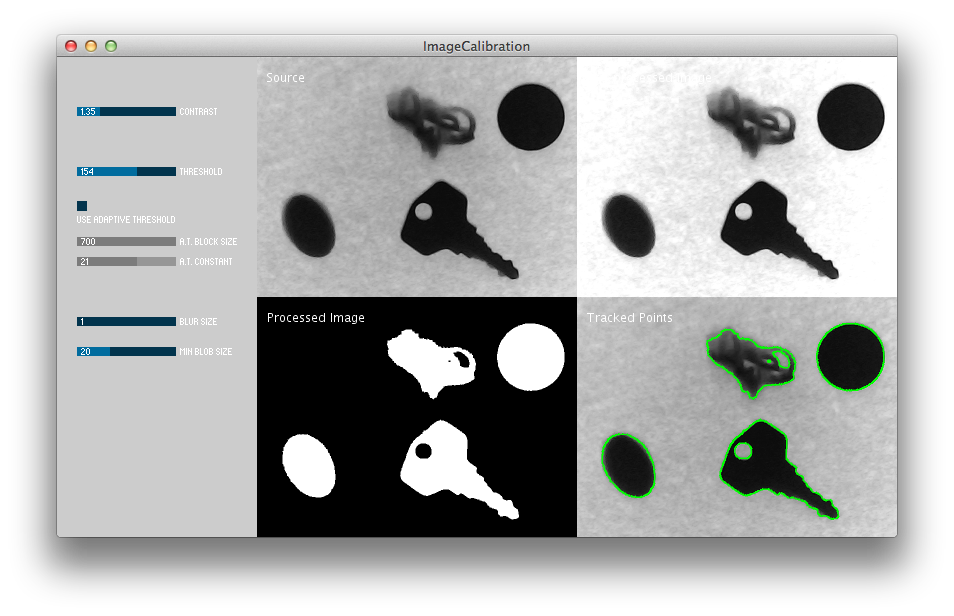 ImageCalibration
1.35 CONTRAST
154 THRESHOLD
USE ADAPTIVE THRESHOLD
700 A.T. BLOCK SIZE
21 A.T. CONSTANT
1 BLUR SIZE
20 MIN BLOB SIZE
Source
Processed Image
Tracked Points